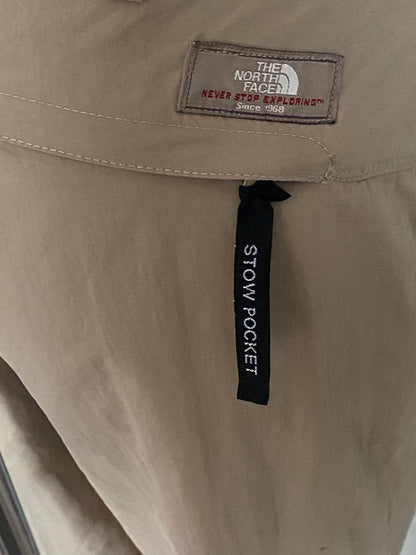 THE
NORTH
FACE
NEVER STOP EXPLORING™
Since 1968
STOW POCKET